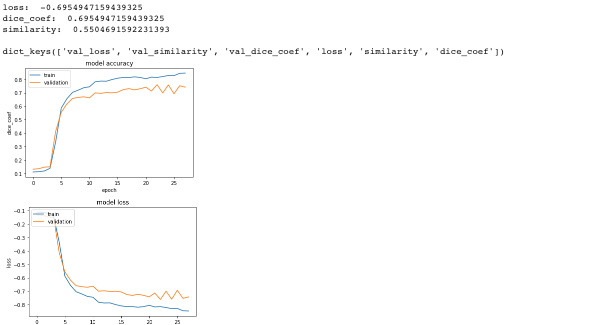 loss: -0.6954947159439325
dice_coef: 0.6954947159439325
similarity: 0.5504691592231393
dict_keys(['val_loss', 'val_similarity', 'val_dice_coef', 'loss', 'similarity', 'dice_coef'])
model accuracy
train
validation
0.8
0.7
0.6
0.5
0.4
0.3
0.2
0.1
dice_coef
0 5 10 15 20 25
epoch
model loss
train
validation
−0.1
−0.2
−0.3
−0.4
−0.5
−0.6
−0.7
−0.8
loss
0 5 10 15 20 25